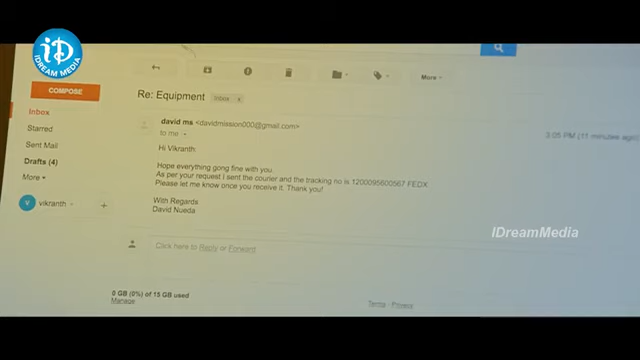 iD
IDREAM MEDIA
COMPOSE
Inbox
Starred
Sent Mail
Drafts (4)
More
v vikranth
More
Re: Equipment Inbox x
david ms <davidmission000@gmail.com>
to me
3:05 PM (11 minutes ago)
Hi Vikranth
Hope everything gong fine with you.
As per your request I sent the courier and the tracking no is 1200095600567 FEDX
Please let me know once you receive it. Thank you!
With Regards
David Nueda
Click here to Reply or Forward
IDreamMedia
0 GB (0%) of 15 GB used
Manage
Terms - Privacy